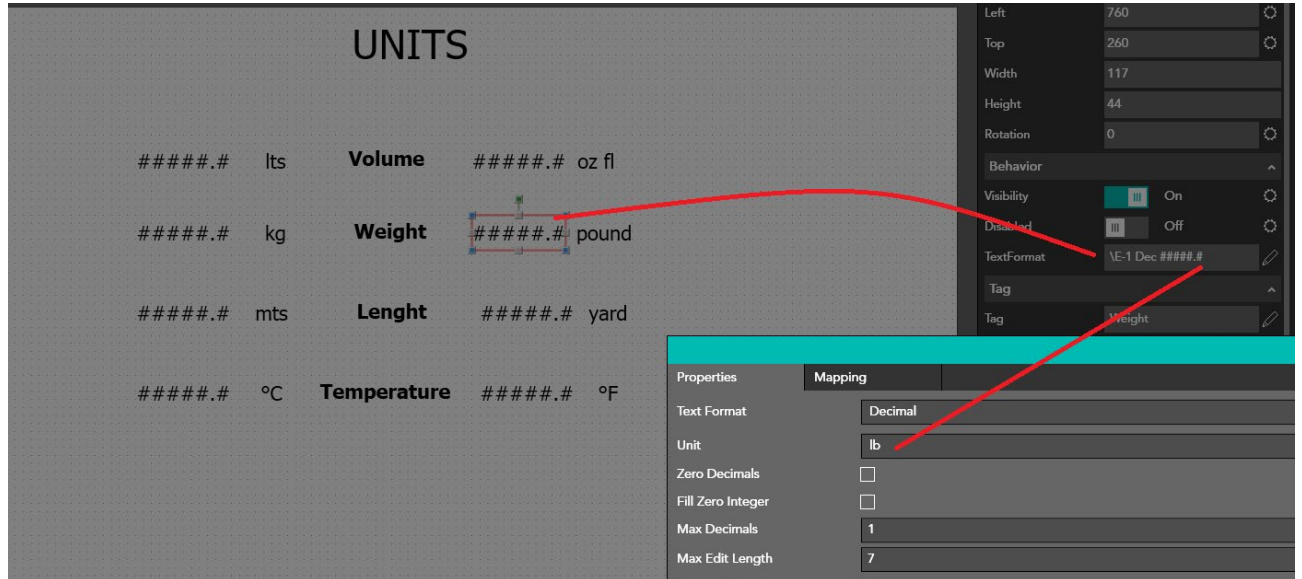 UNITS
#####.# lts Volume #####.# oz fl
#####.# kg Weight #####.# pound
#####.# mts Lenght #####.# yard
#####.# °C Temperature #####.# °F
Left 760
Top 260
Width 117
Height 44
Rotation 0
Behavior
Visibility On
Disabled Off
TextFormat \E-1 Dec #####.#
Tag
Tag Weight
Properties Mapping
Text Format Decimal
Unit lb
Zero Decimals
Fill Zero Integer
Max Decimals 1
Max Edit Length 7